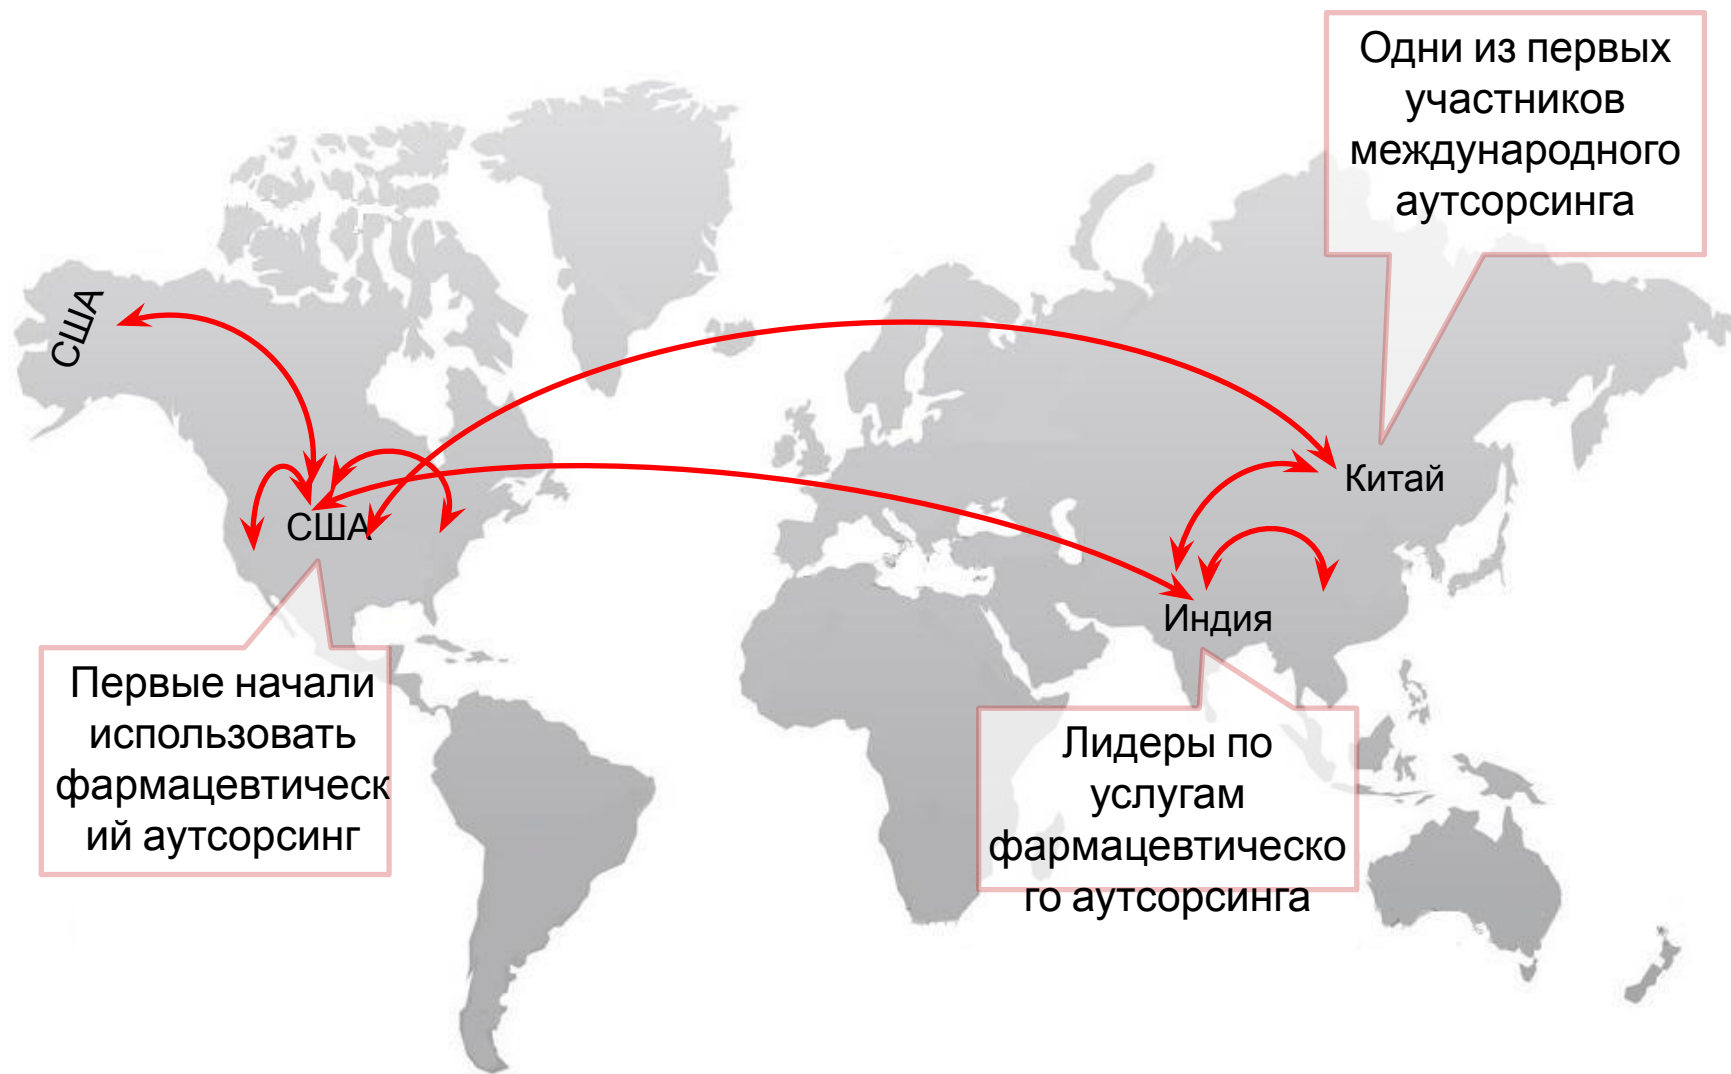 Одни из первых
участников
международного
аутсорсинга
США
Китай
США
Индия
Первые начали
использовать
фармацевтическ
ий аутсорсинг
Лидеры по
услугам
фармацевтическо
го аутсорсинга